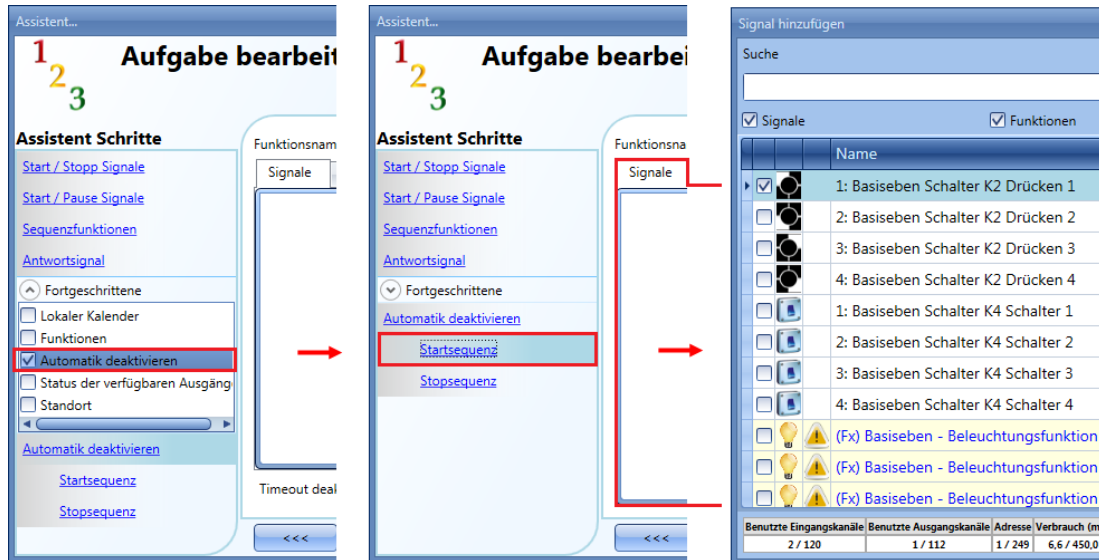 Assistent...
1 2 3
Aufgabe bearbeit
Assistent Schritte
Start / Stopp Signale
Start / Pause Signale
Sequenzfunktionen
Antwortsignal
Fortgeschrittene
Lokaler Kalender
Funktionen
Automatik deaktivieren
Status der verfügbaren Ausgäng
Standort
Automatik deaktivieren
Startsequenz
Stopsequenz
Funktionsnam
Signale
Timeout deal
<<<
Assistent...
1 2 3
Aufgabe bearbei
Assistent Schritte
Start / Stopp Signale
Start / Pause Signale
Sequenzfunktionen
Antwortsignal
Fortgeschrittene
Automatik deaktivieren
Startsequenz
Stopsequenz
Funktionsna
Signale
<<<
Signal hinzufügen
Suche
Signale Funktionen
Name
1: Basiseben Schalter K2 Drücken 1
2: Basiseben Schalter K2 Drücken 2
3: Basiseben Schalter K2 Drücken 3
4: Basiseben Schalter K2 Drücken 4
1: Basiseben Schalter K4 Schalter 1
2: Basiseben Schalter K4 Schalter 2
3: Basiseben Schalter K4 Schalter 3
4: Basiseben Schalter K4 Schalter 4
(Fx) Basiseben - Beleuchtungsfunktion
(Fx) Basiseben - Beleuchtungsfunktion
(Fx) Basiseben - Beleuchtungsfunktion
Benutzte Eingangskanäle Benutzte Ausgangskanäle Adresse Verbrauch (m
2 / 120 1 / 112 1 / 249 6,6 / 450,0